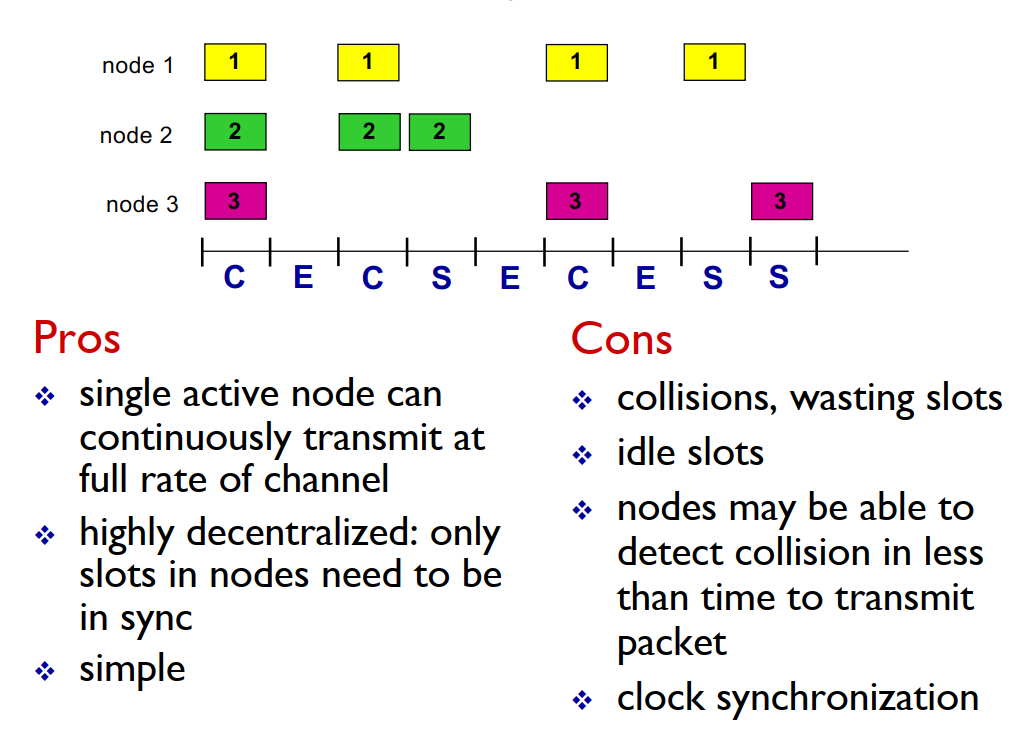 node 1 1 1 1 1
node 2 2 2 2
node 3 3 3 3
C E C S E C E S S
Pros
single active node can
continuously transmit at
full rate of channel
highly decentralized: only
slots in nodes need to be
in sync
simple
Cons
collisions, wasting slots
idle slots
nodes may be able to
detect collision in less
than time to transmit
packet
clock synchronization